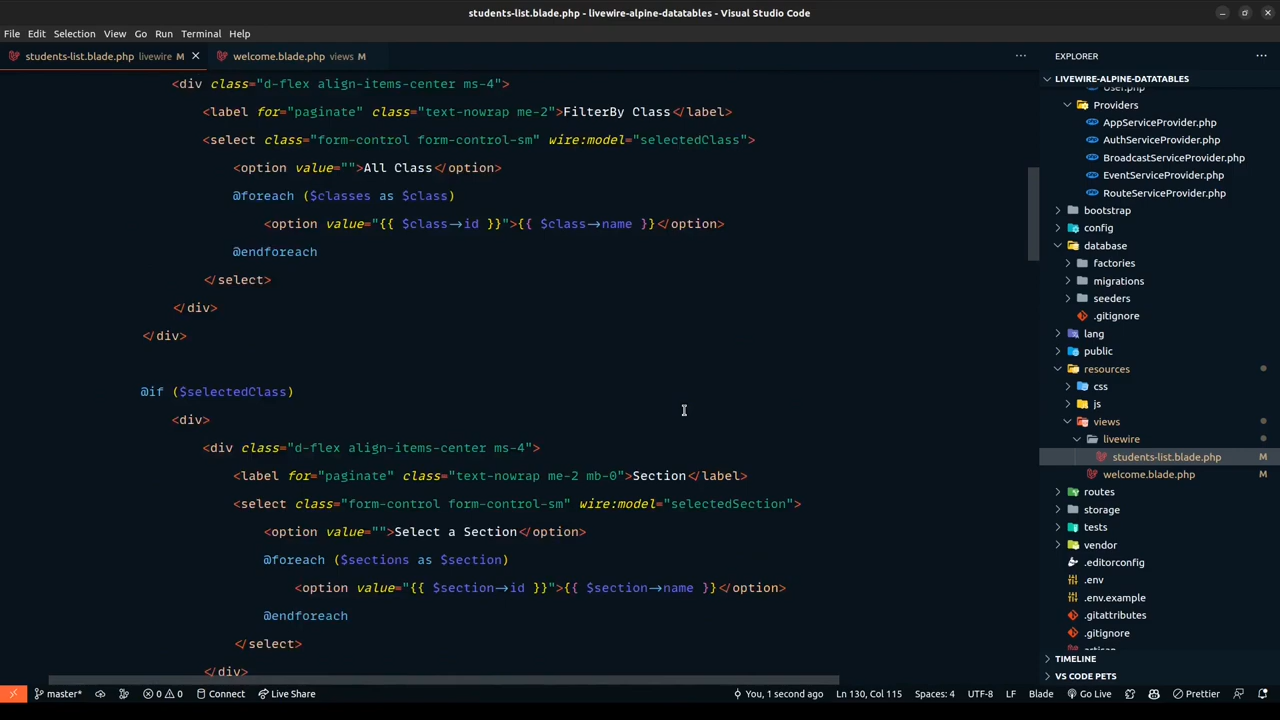 students-list.blade.php - livewire-alpine-datatables - Visual Studio Code
File Edit Selection View Go Run Terminal Help
students-list.blade.php livewire M
welcome.blade.php views M
<div class="d-flex align-items-center ms-4">
<label for="paginate" class="text-nowrap me-2">FilterBy Class</label>
<select class="form-control form-control-sm" wire:model="selectedClass">
<option value="">All Class</option>
@foreach ($classes as $class)
<option value="{{ $class->id }}">{{ $class->name }}</option>
@endforeach
</select>
</div>
</div>
@if ($selectedClass)
<div>
<div class="d-flex align-items-center ms-4">
<label for="paginate" class="text-nowrap me-2 mb-0">Section</label>
<select class="form-control form-control-sm" wire:model="selectedSection">
<option value="">Select a Section</option>
@foreach ($sections as $section)
<option value="{{ $section->id }}">{{ $section->name }}</option>
@endforeach
</select>
</div>
EXPLORER
LIVEWIRE-ALPINE-DATATABLES
User.php
Providers
AppServiceProvider.php
AuthServiceProvider.php
BroadcastServiceProvider.php
EventServiceProvider.php
RouteServiceProvider.php
bootstrap
config
database
factories
migrations
seeders
.gitignore
lang
public
resources
css
js
views
livewire
students-list.blade.php M
welcome.blade.php M
routes
storage
tests
vendor
.editorconfig
.env
.env.example
.gitattributes
.gitignore
artisan
TIMELINE
VS CODE PETS
master* 0 0 Connect Live Share You, 1 second ago Ln 130, Col 115 Spaces: 4 UTF-8 LF Blade Go Live Prettier